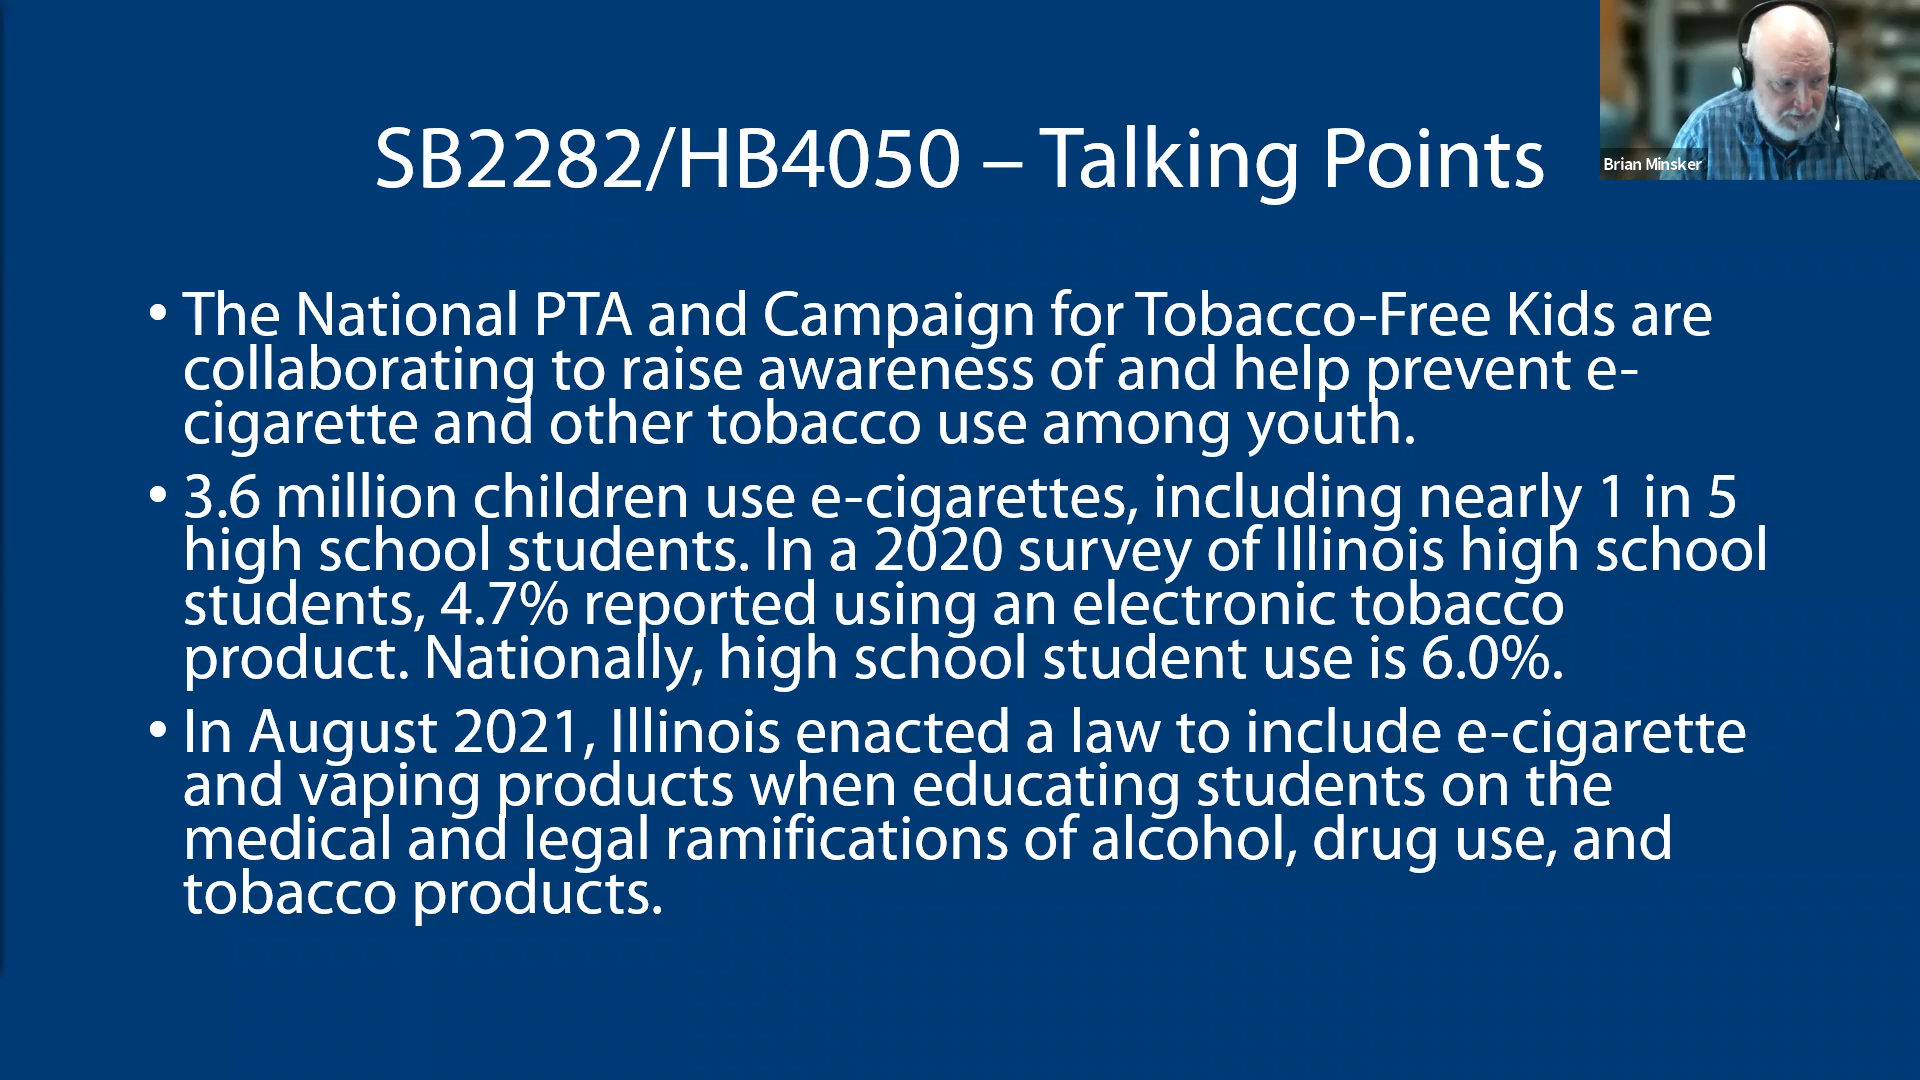 SB2282/HB4050 – Talking Points
Brian Minsker
• The National PTA and Campaign for Tobacco-Free Kids are
collaborating to raise awareness of and help prevent e-
cigarette and other tobacco use among youth.
• 3.6 million children use e-cigarettes, including nearly 1 in 5
high school students. In a 2020 survey of Illinois high school
students, 4.7% reported using an electronic tobacco
product. Nationally, high school student use is 6.0%.
• In August 2021, Illinois enacted a law to include e-cigarette
and vaping products when educating students on the
medical and legal ramifications of alcohol, drug use, and
tobacco products.